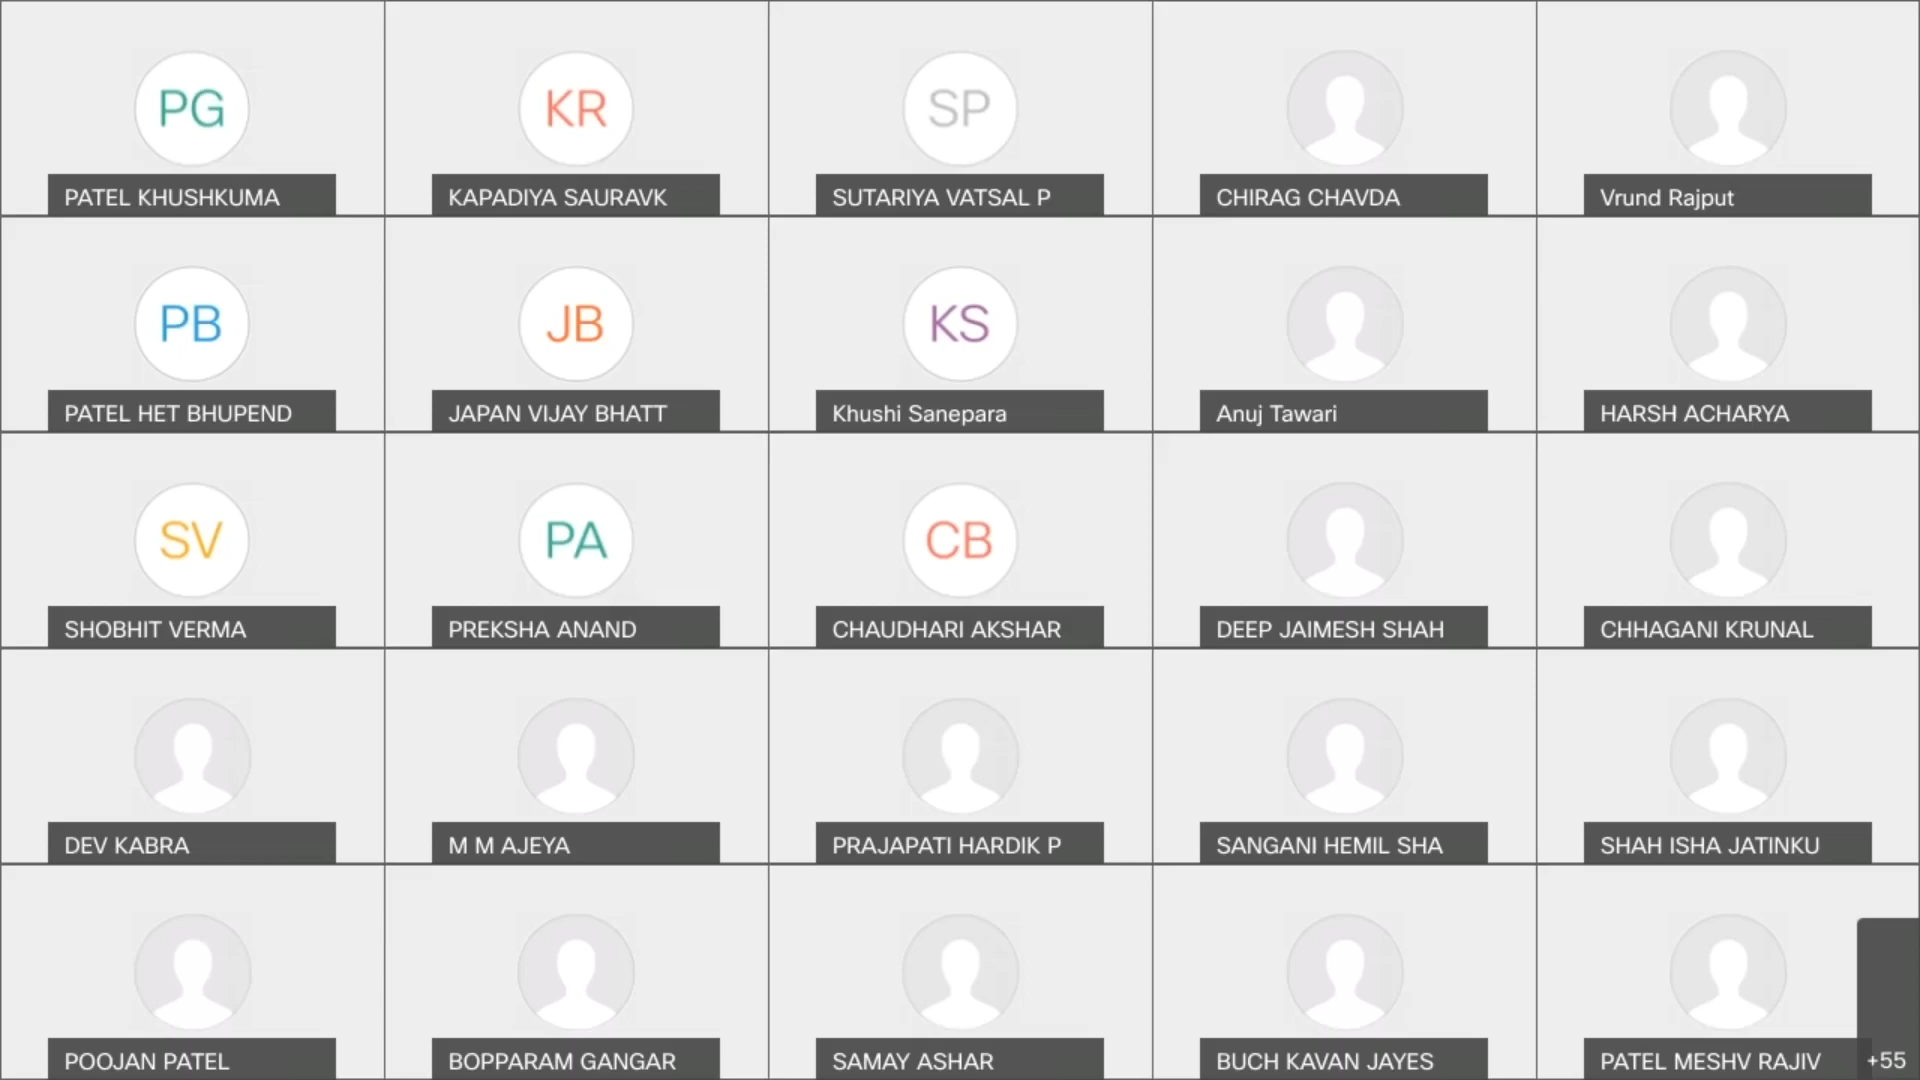 PG
KR
SP
PATEL KHUSHKUMA
KAPADIYA SAURAVK
SUTARIYA VATSAL P
CHIRAG CHAVDA
Vrund Rajput
PB
JB
KS
PATEL HET BHUPEND
JAPAN VIJAY BHATT
Khushi Sanepara
Anuj Tawari
HARSH ACHARYA
SV
PA
CB
SHOBHIT VERMA
PREKSHA ANAND
CHAUDHARI AKSHAR
DEEP JAIMESH SHAH
CHHAGANI KRUNAL
DEV KABRA
M M AJEYA
PRAJAPATI HARDIK P
SANGANI HEMIL SHA
SHAH ISHA JATINKU
POOJAN PATEL
BOPPARAM GANGAR
SAMAY ASHAR
BUCH KAVAN JAYES
PATEL MESHV RAJIV
+55